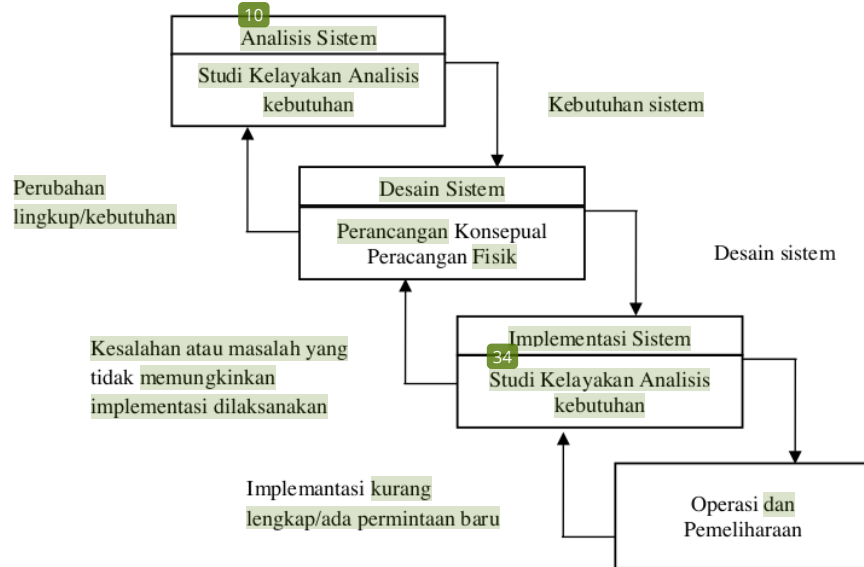 10
Analisis Sistem
Studi Kelayakan Analisis
kebutuhan
Kebutuhan sistem
Perubahan
lingkup/kebutuhan
Desain Sistem
Perancangan Konsepual
Peracangan Fisik
Desain sistem
Kesalahan atau masalah yang
tidak memungkinkan
implementasi dilaksanakan
Implementasi Sistem
34
Studi Kelayakan Analisis
kebutuhan
Implemantasi kurang
lengkap/ada permintaan baru
Operasi dan
Pemeliharaan